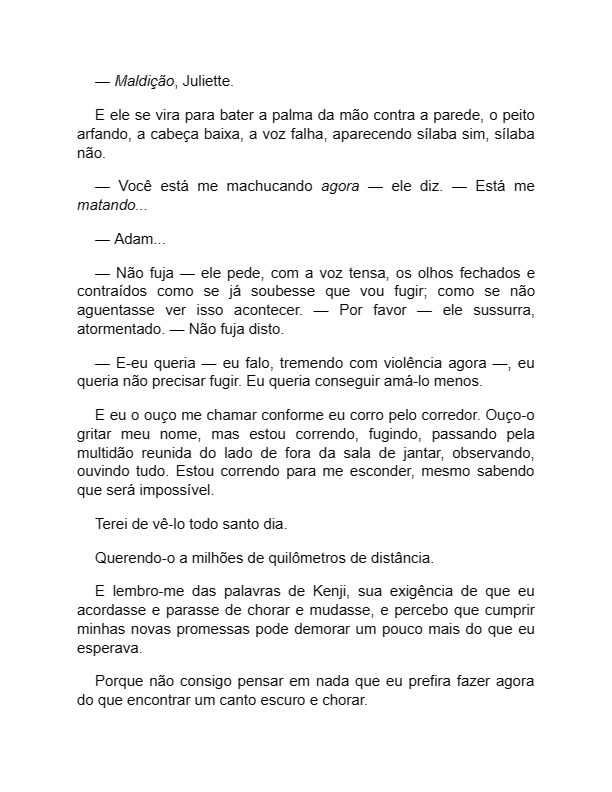 — Maldição, Juliette.
E ele se vira para bater a palma da mão contra a parede, o peito
arfando, a cabeça baixa, a voz falha, aparecendo sílaba sim, sílaba
não.
— Você está me machucando agora — ele diz. — Está me
matando...
— Adam...
— Não fuja — ele pede, com a voz tensa, os olhos fechados e
contraídos como se já soubesse que vou fugir; como se não
aguentasse ver isso acontecer. — Por favor — ele sussurra,
atormentado. — Não fuja disto.
— E-eu queria — eu falo, tremendo com violência agora —, eu
queria não precisar fugir. Eu queria conseguir amá-lo menos.
E eu o ouço me chamar conforme eu corro pelo corredor. Ouço-o
gritar meu nome, mas estou correndo, fugindo, passando pela
multidão reunida do lado de fora da sala de jantar, observando,
ouvindo tudo. Estou correndo para me esconder, mesmo sabendo
que será impossível.
Terei de vê-lo todo santo dia.
Querendo-o a milhões de quilômetros de distância.
E lembro-me das palavras de Kenji, sua exigência de que eu
acordasse e parasse de chorar e mudasse, e percebo que cumprir
minhas novas promessas pode demorar um pouco mais do que eu
esperava.
Porque não consigo pensar em nada que eu prefira fazer agora
do que encontrar um canto escuro e chorar.